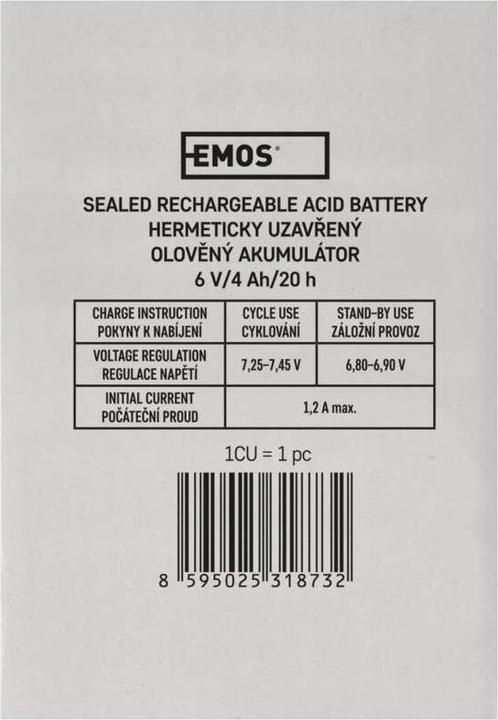 EMOS®
SEALED RECHARGEABLE ACID BATTERY
HERMETICKY UZAVŘENÝ
OLOVĚNÝ AKUMULÁTOR
6 V/4 Ah/20 h
CHARGE INSTRUCTION
POKYNY K NABÍJENÍ
CYCLE USE
CYKLOVÁNÍ
STAND-BY USE
ZÁLOŽNÍ PROVOZ
VOLTAGE REGULATION
REGULACE NAPĚTÍ
7,25–7,45 V
6,80–6,90 V
INITIAL CURRENT
POČÁTEČNÍ PROUD
1,2 A max.
1CU = 1 pc
8 595025 318732